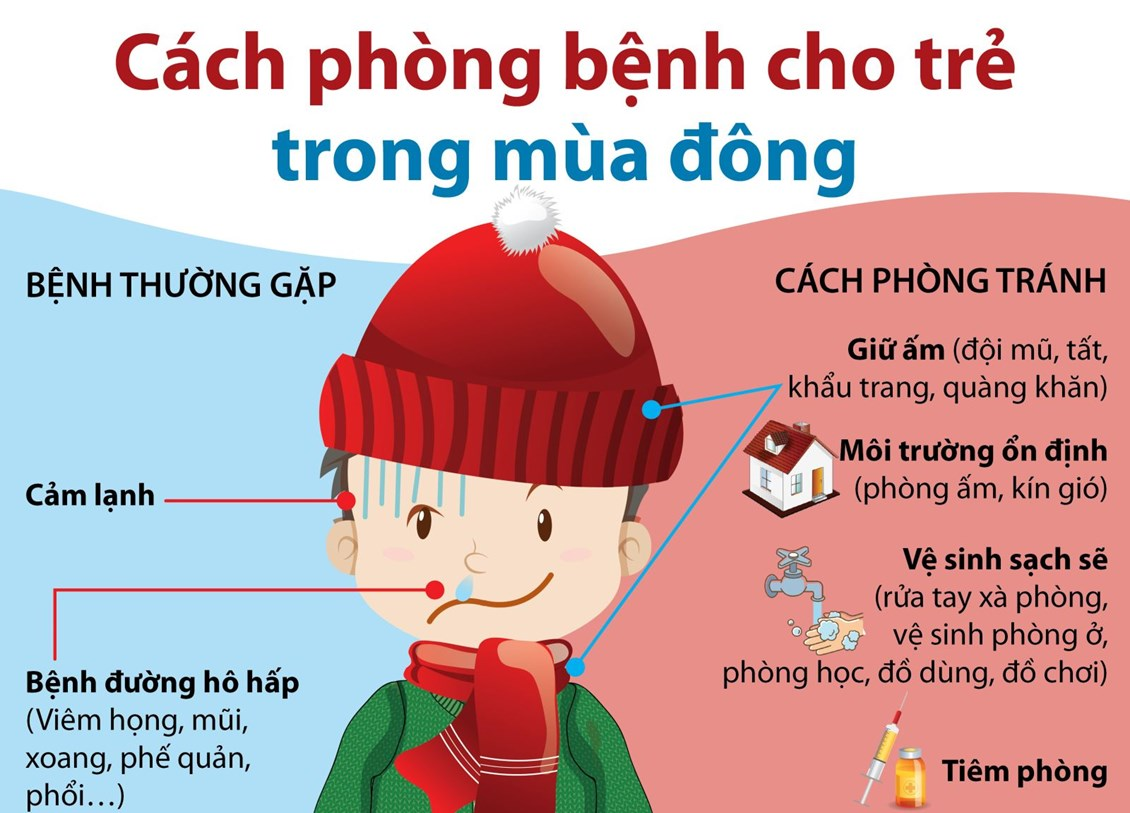 Cách phòng bệnh cho trẻ
trong mùa đông
BỆNH THƯỜNG GẶP
Cảm lạnh
Bệnh đường hô hấp
(Viêm họng, mũi,
xoang, phế quản,
phổi...)
CÁCH PHÒNG TRÁNH
Giữ ấm (đội mũ, tất,
khẩu trang, quàng khăn)
Môi trường ổn định
(phòng ấm, kín gió)
Vệ sinh sạch sẽ
(rửa tay xà phòng,
vệ sinh phòng ở,
phòng học, đồ dùng, đồ chơi)
Tiêm phòng